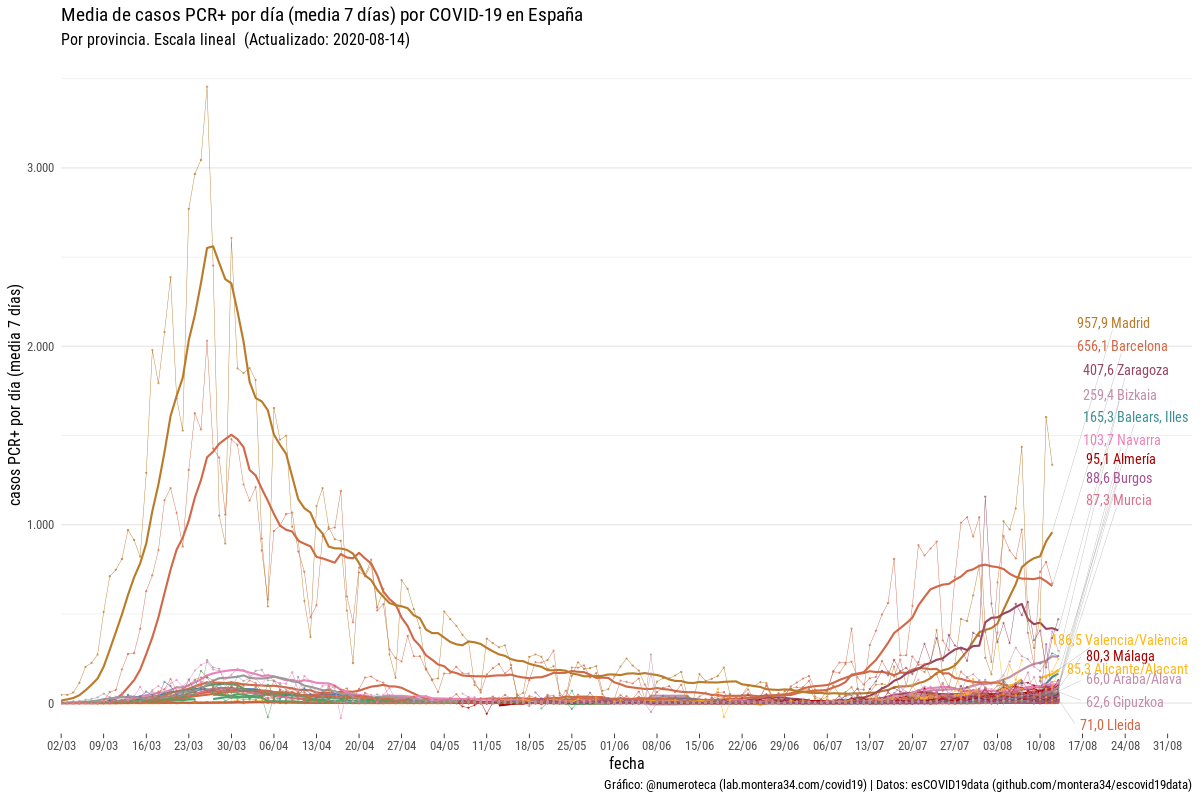 Media de casos PCR+ por día (media 7 días) por COVID-19 en España
Por provincia. Escala lineal (Actualizado: 2020-08-14)
casos PCR+ por día (media 7 días)
3.000
2.000
1.000
0
957,9 Madrid
656,1 Barcelona
407,6 Zaragoza
259,4 Bizkaia
165,3 Balears, Illes
103,7 Navarra
95,1 Almería
88,6 Burgos
87,3 Murcia
186,5 Valencia/València
80,3 Málaga
85,3 Alicante/Alacant
66,0 Araba/Álava
62,6 Gipuzkoa
71,0 Lleida
02/03 09/03 16/03 23/03 30/03 06/04 13/04 20/04 27/04 04/05 11/05 18/05 25/05 01/06 08/06 15/06 22/06 29/06 06/07 13/07 20/07 27/07 03/08 10/08 17/08 24/08 31/08
fecha
Gráfico: @numeroteca (lab.montera34.com/covid19) | Datos: esCOVID19data (github.com/montera34/escovid19data)